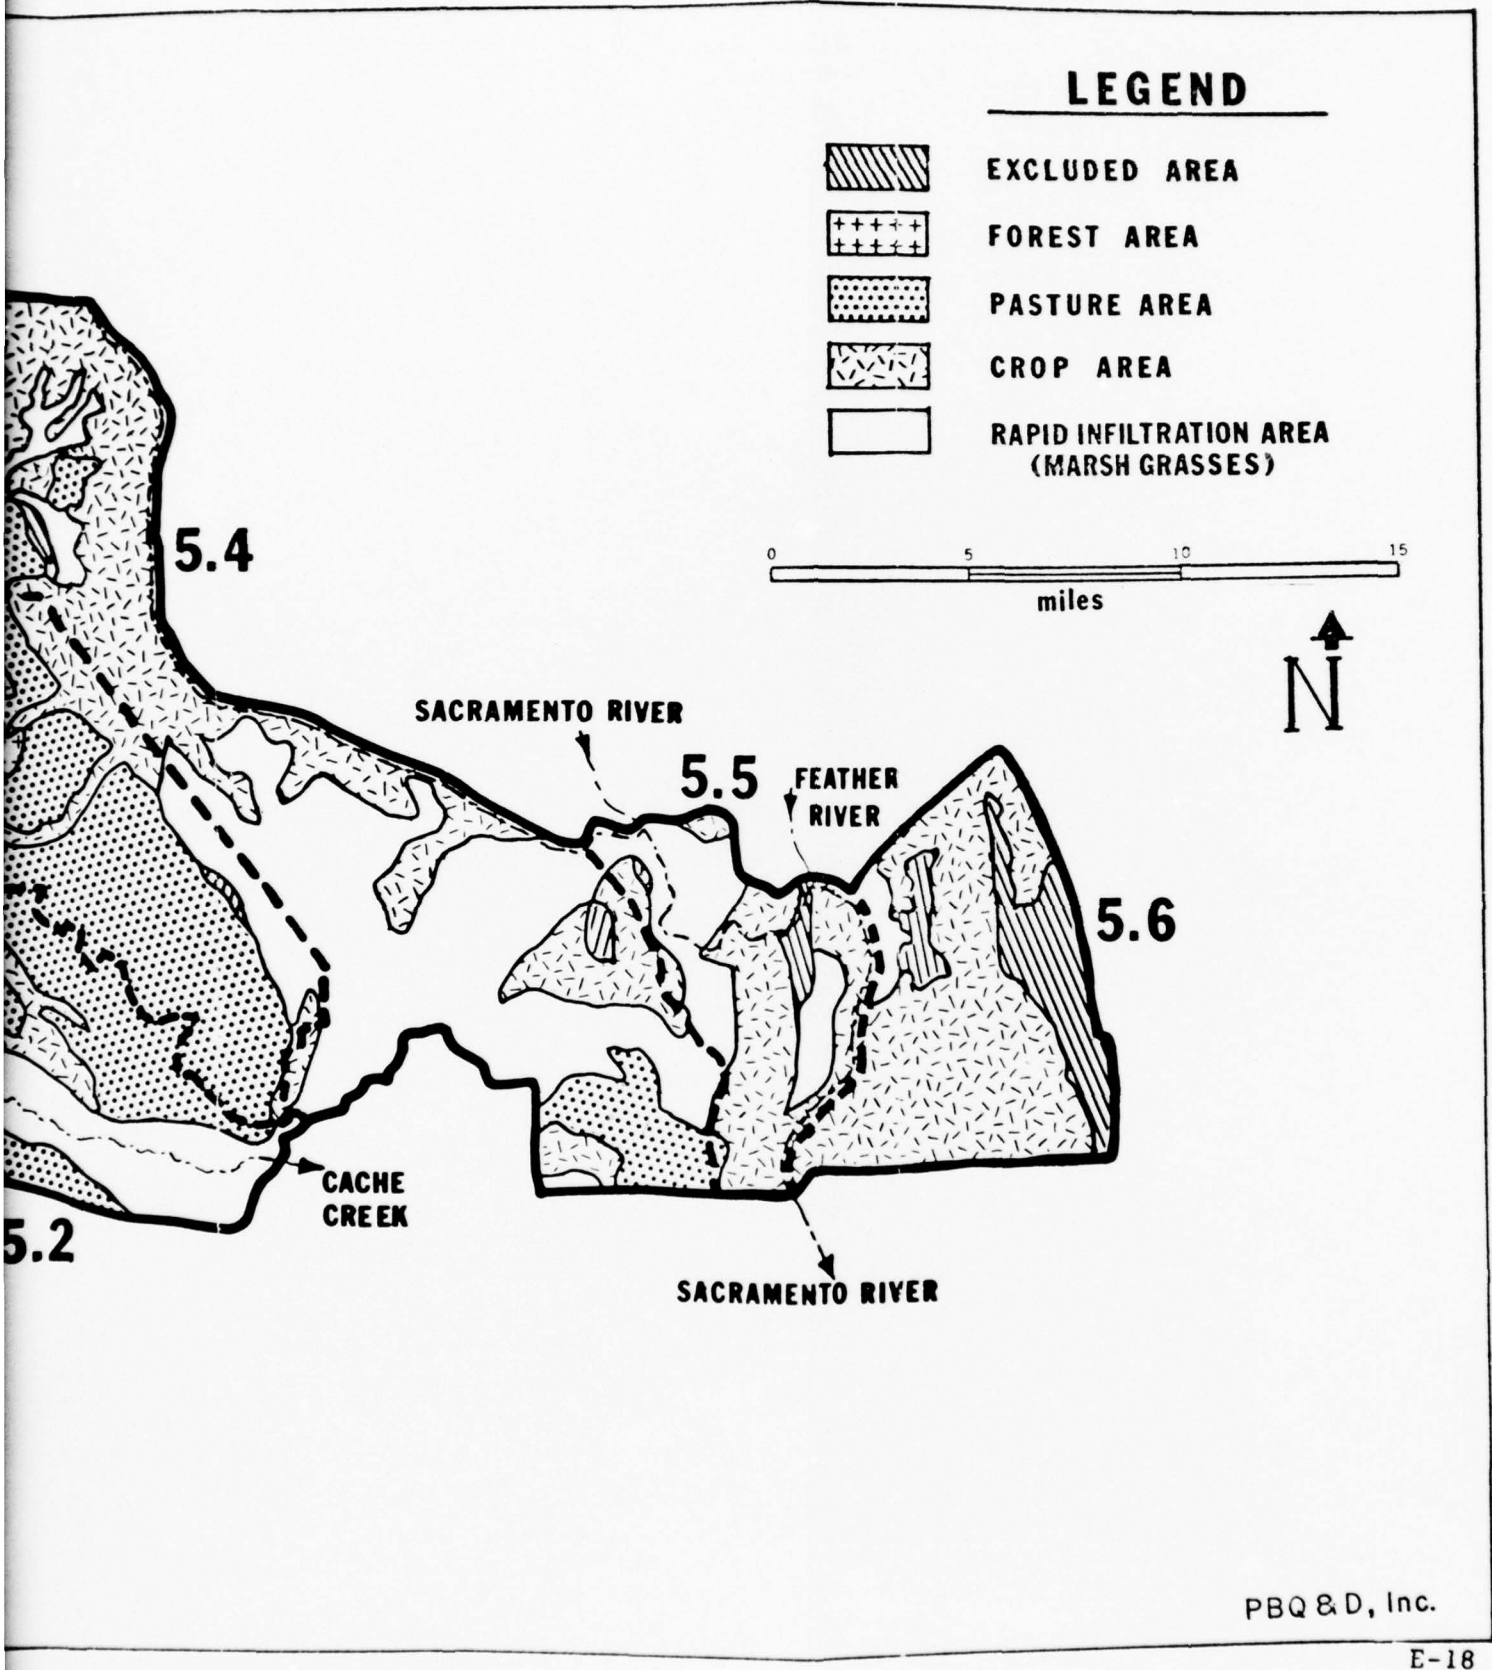 LEGEND
EXCLUDED AREA
FOREST AREA
PASTURE AREA
CROP AREA
RAPID INFILTRATION AREA
(MARSH GRASSES)
0 5 10 15
miles
N
5.4
SACRAMENTO RIVER
5.5
FEATHER
RIVER
5.6
CACHE
CREEK
5.2
SACRAMENTO RIVER
PBQ & D, Inc.
E-18